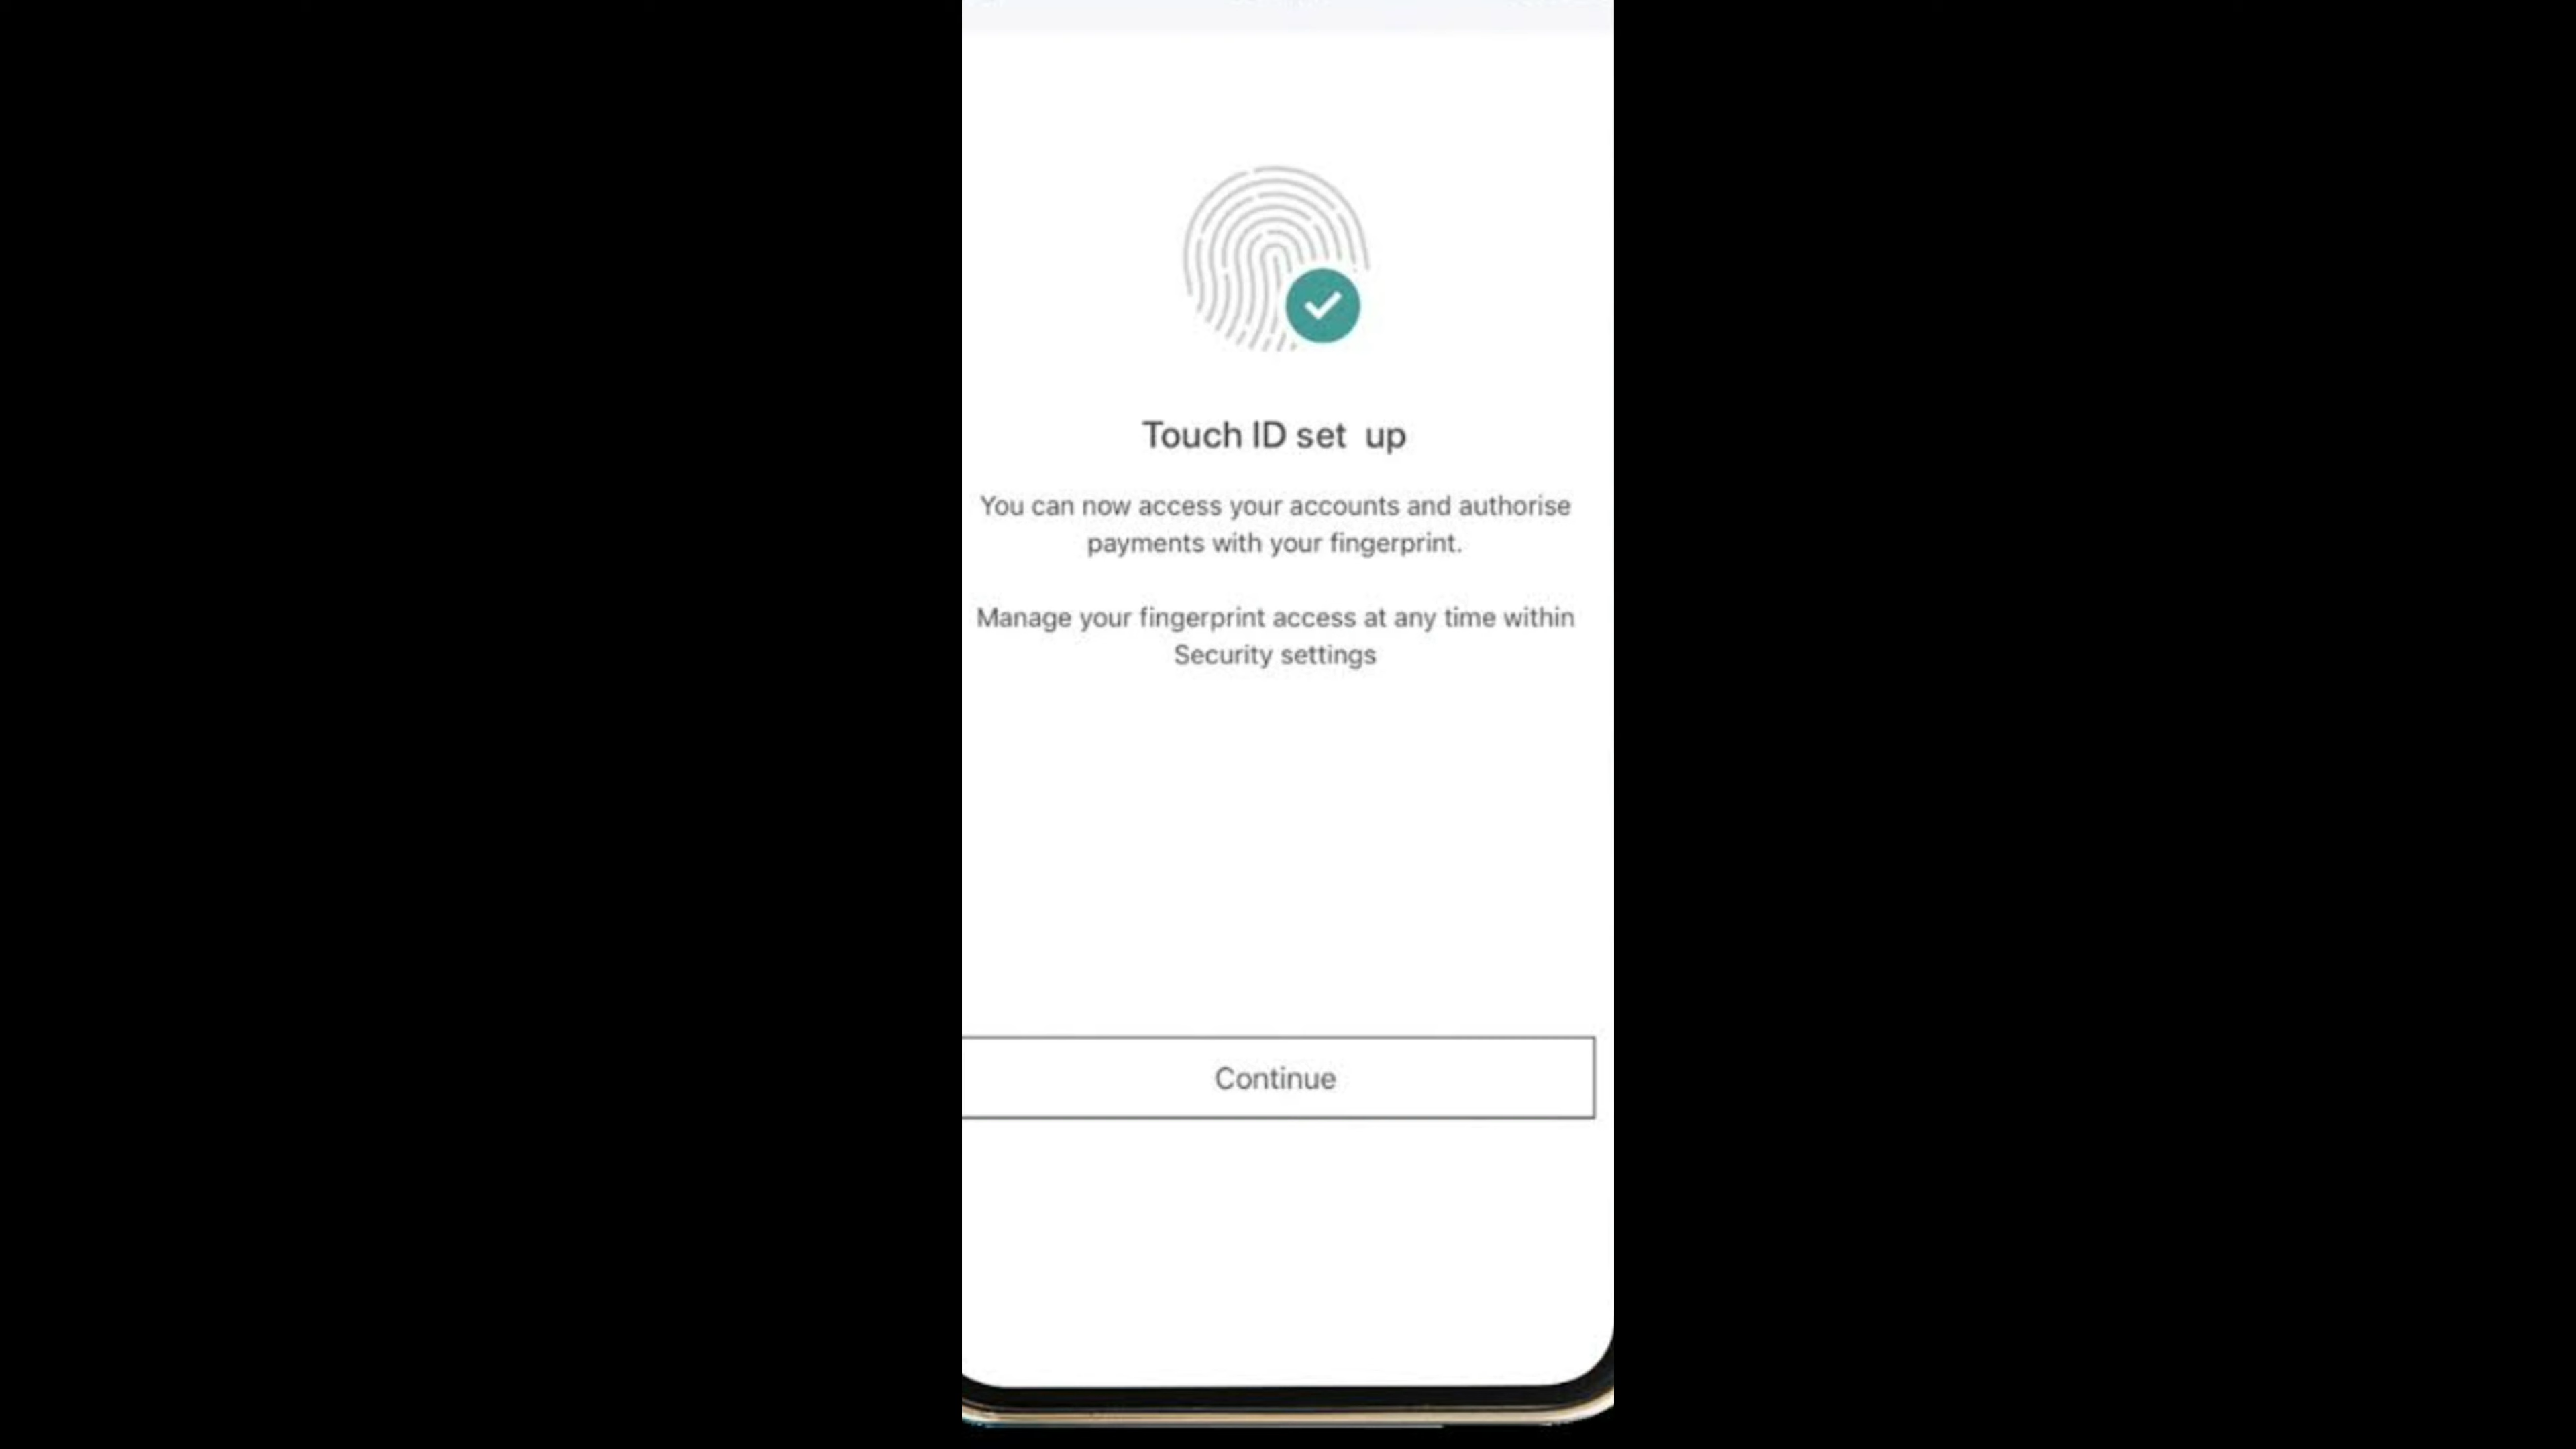 Touch ID set up
You can now access your accounts and authorise
payments with your fingerprint.
Manage your fingerprint access at any time within
Security settings
Continue